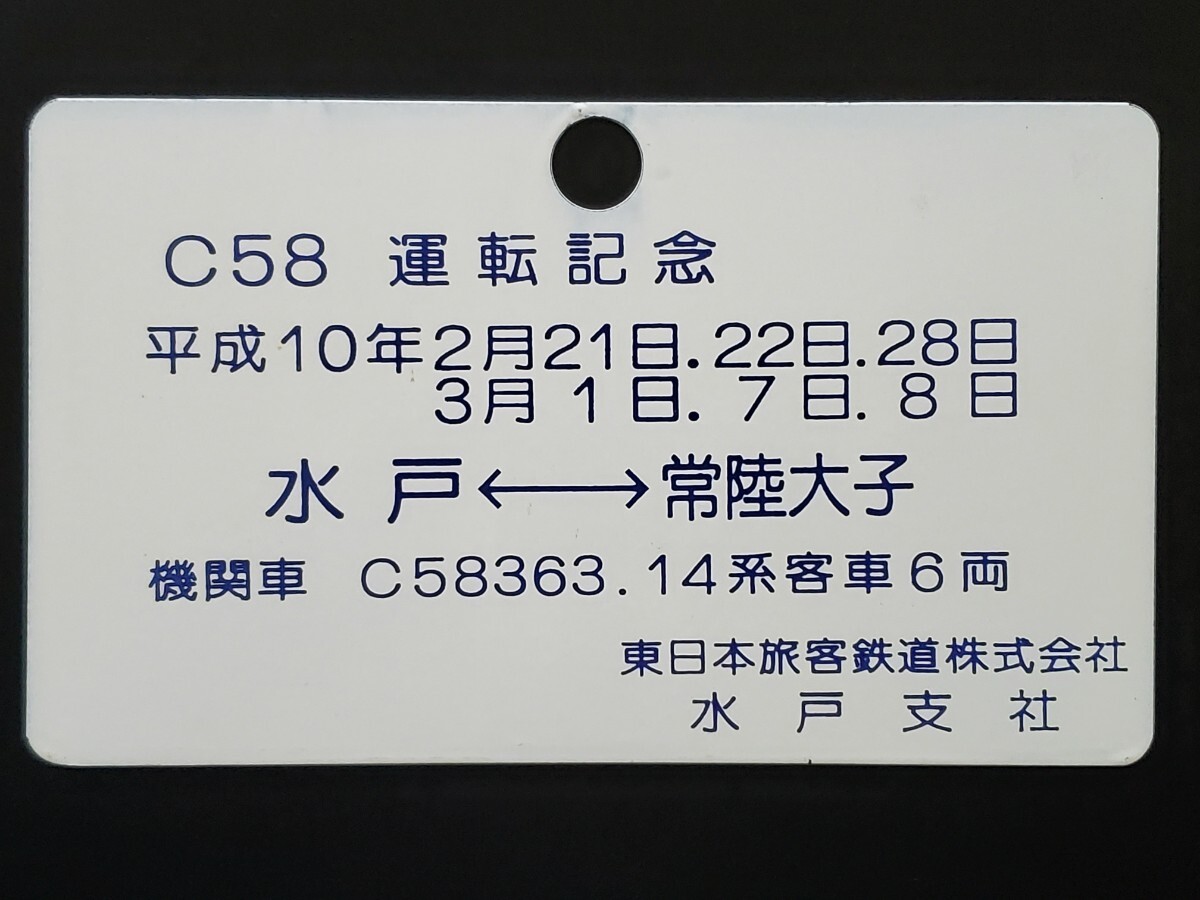 C58 運転記念
平成10年2月21日.22日.28日
3月1日.7日.8日
水戸←→常陸大子
機関車 C58363.14系客車6両
東日本旅客鉄道株式会社
水戸支社